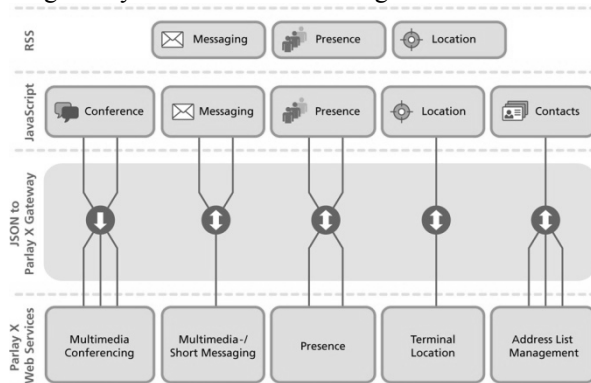 RSS
Messaging
Presence
Location
JavaScript
Conference
Messaging
Presence
Location
Contacts
JSON to
Parlay X Gateway
Parlay X
Web Services
Multimedia
Conferencing
Multimedia-/
Short Messaging
Presence
Terminal
Location
Address List
Management